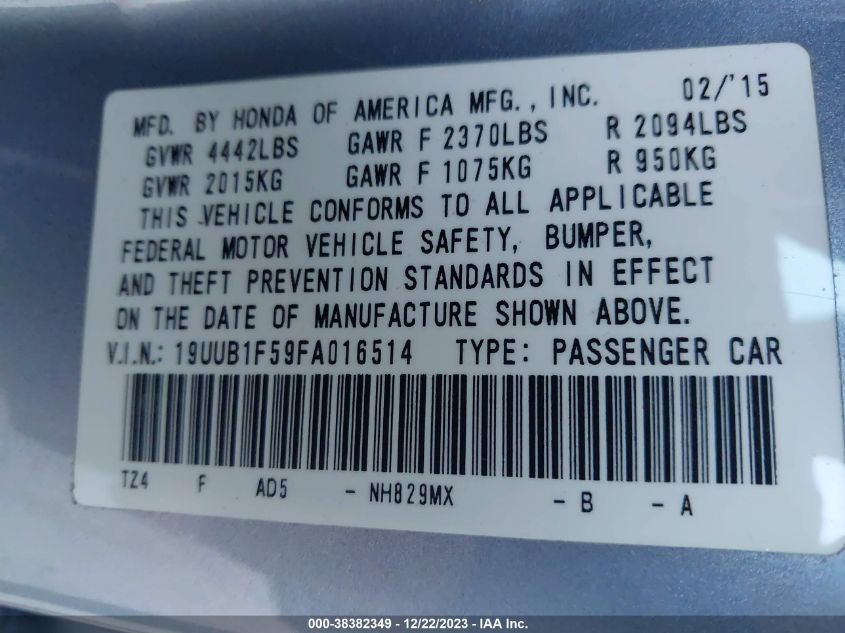 MFD. BY HONDA OF AMERICA MFG., INC. 02/'15
GVWR 4442LBS GAWR F 2370LBS R 2094LBS
GVWR 2015KG GAWR F 1075KG R 950KG
THIS VEHICLE CONFORMS TO ALL APPLICABLE
FEDERAL MOTOR VEHICLE SAFETY, BUMPER,
AND THEFT PREVENTION STANDARDS IN EFFECT
ON THE DATE OF MANUFACTURE SHOWN ABOVE.
V.I.N.: 19UUB1F59FA016514 TYPE: PASSENGER CAR
TZ4 F AD5 - NH829MX - B - A
000-38382349 - 12/22/2023 - IAA Inc.